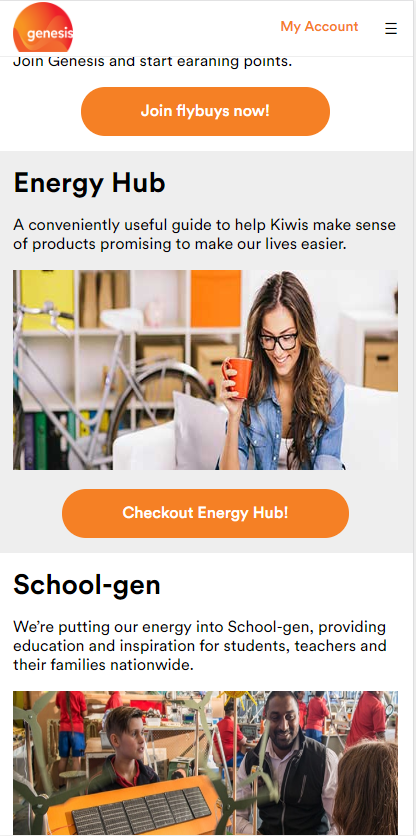 genesis
My Account
Join Genesis and start earaning points.
Join flybuys now!
Energy Hub
A conveniently useful guide to help Kiwis make sense
of products promising to make our lives easier.
Checkout Energy Hub!
School-gen
We're putting our energy into School-gen, providing
education and inspiration for students, teachers and
their families nationwide.